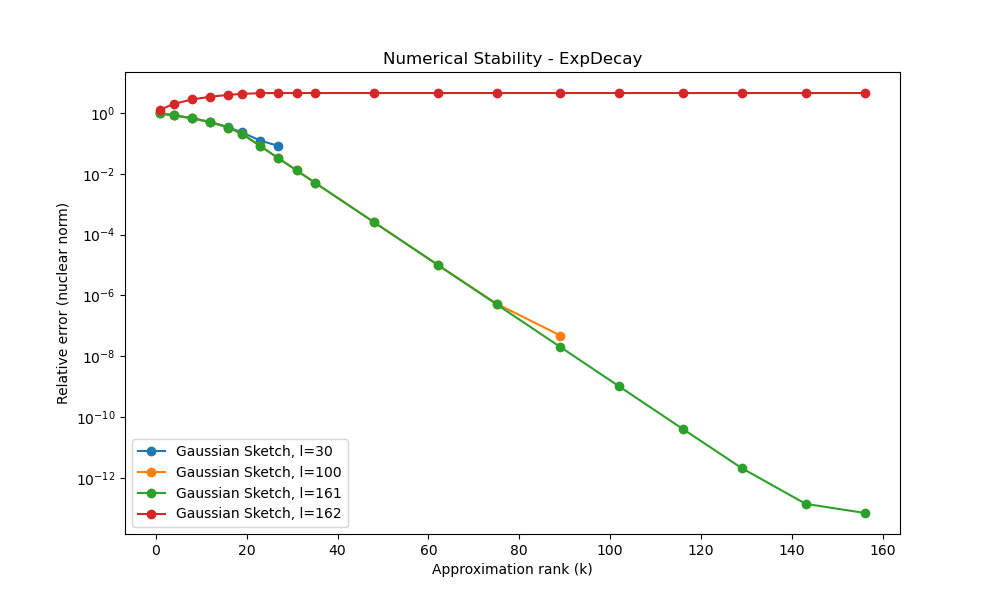 Numerical Stability - ExpDecay
Relative error (nuclear norm)
10⁰
10⁻²
10⁻⁴
10⁻⁶
10⁻⁸
10⁻¹⁰
10⁻¹²
Gaussian Sketch, l=30
Gaussian Sketch, l=100
Gaussian Sketch, l=161
Gaussian Sketch, l=162
0 20 40 60 80 100 120 140 160
Approximation rank (k)